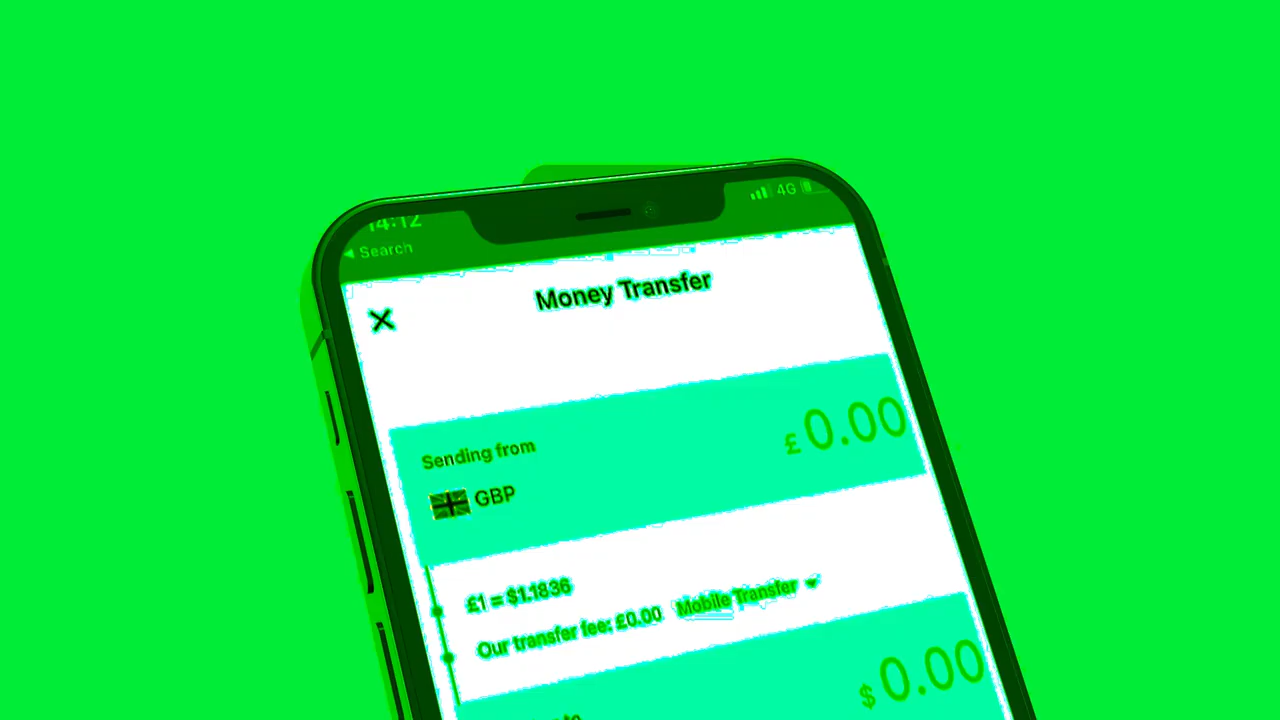 14:12
4G
Search
Money Transfer
Sending from
£0.00
GBP
£1 = $1.1836
Our transfer fee: £0.00 Mobile Transfer
$0.00